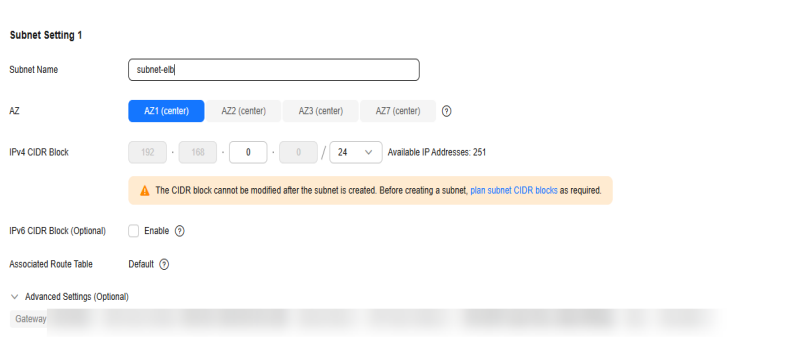 Subnet Setting 1
Subnet Name subnet-elb
AZ AZ1 (center) AZ2 (center) AZ3 (center) AZ7 (center) ?
IPv4 CIDR Block 192 . 168 . 0 . 0 / 24 Available IP Addresses: 251
The CIDR block cannot be modified after the subnet is created. Before creating a subnet, plan subnet CIDR blocks as required.
IPv6 CIDR Block (Optional) Enable ?
Associated Route Table Default ?
Advanced Settings (Optional)
Gateway